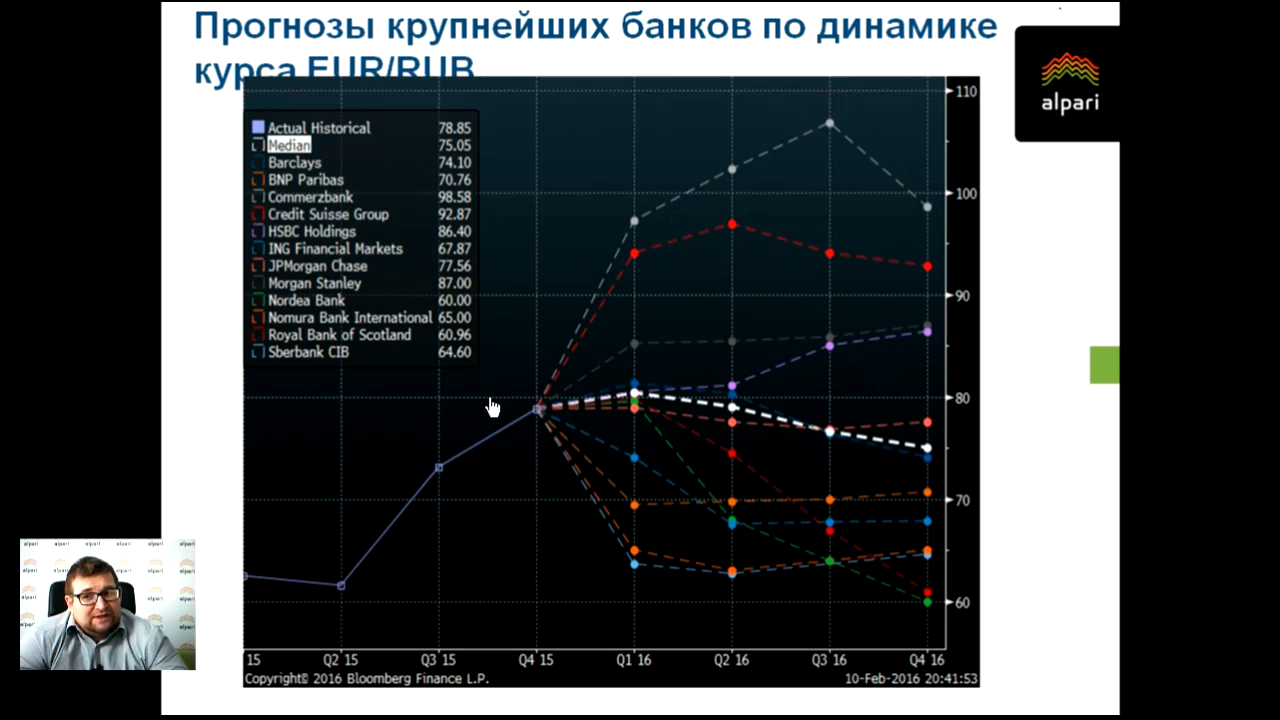 Прогнозы крупнейших банков по динамике
курса EUR/RUB
alpari
Actual Historical 78.85
Median 75.05
Barclays 74.10
BNP Paribas 70.76
Commerzbank 98.58
Credit Suisse Group 92.87
HSBC Holdings 86.40
ING Financial Markets 67.87
JPMorgan Chase 77.56
Morgan Stanley 87.00
Nordea Bank 60.00
Nomura Bank International 65.00
Royal Bank of Scotland 60.96
Sberbank CIB 64.60
110
100
90
80
70
60
15 Q2 15 Q3 15 Q4 15 Q1 16 Q2 16 Q3 16 Q4 16
Copyright© 2016 Bloomberg Finance L.P. 10-Feb-2016 20:41:53
alpari alpari alpari alpari alpari